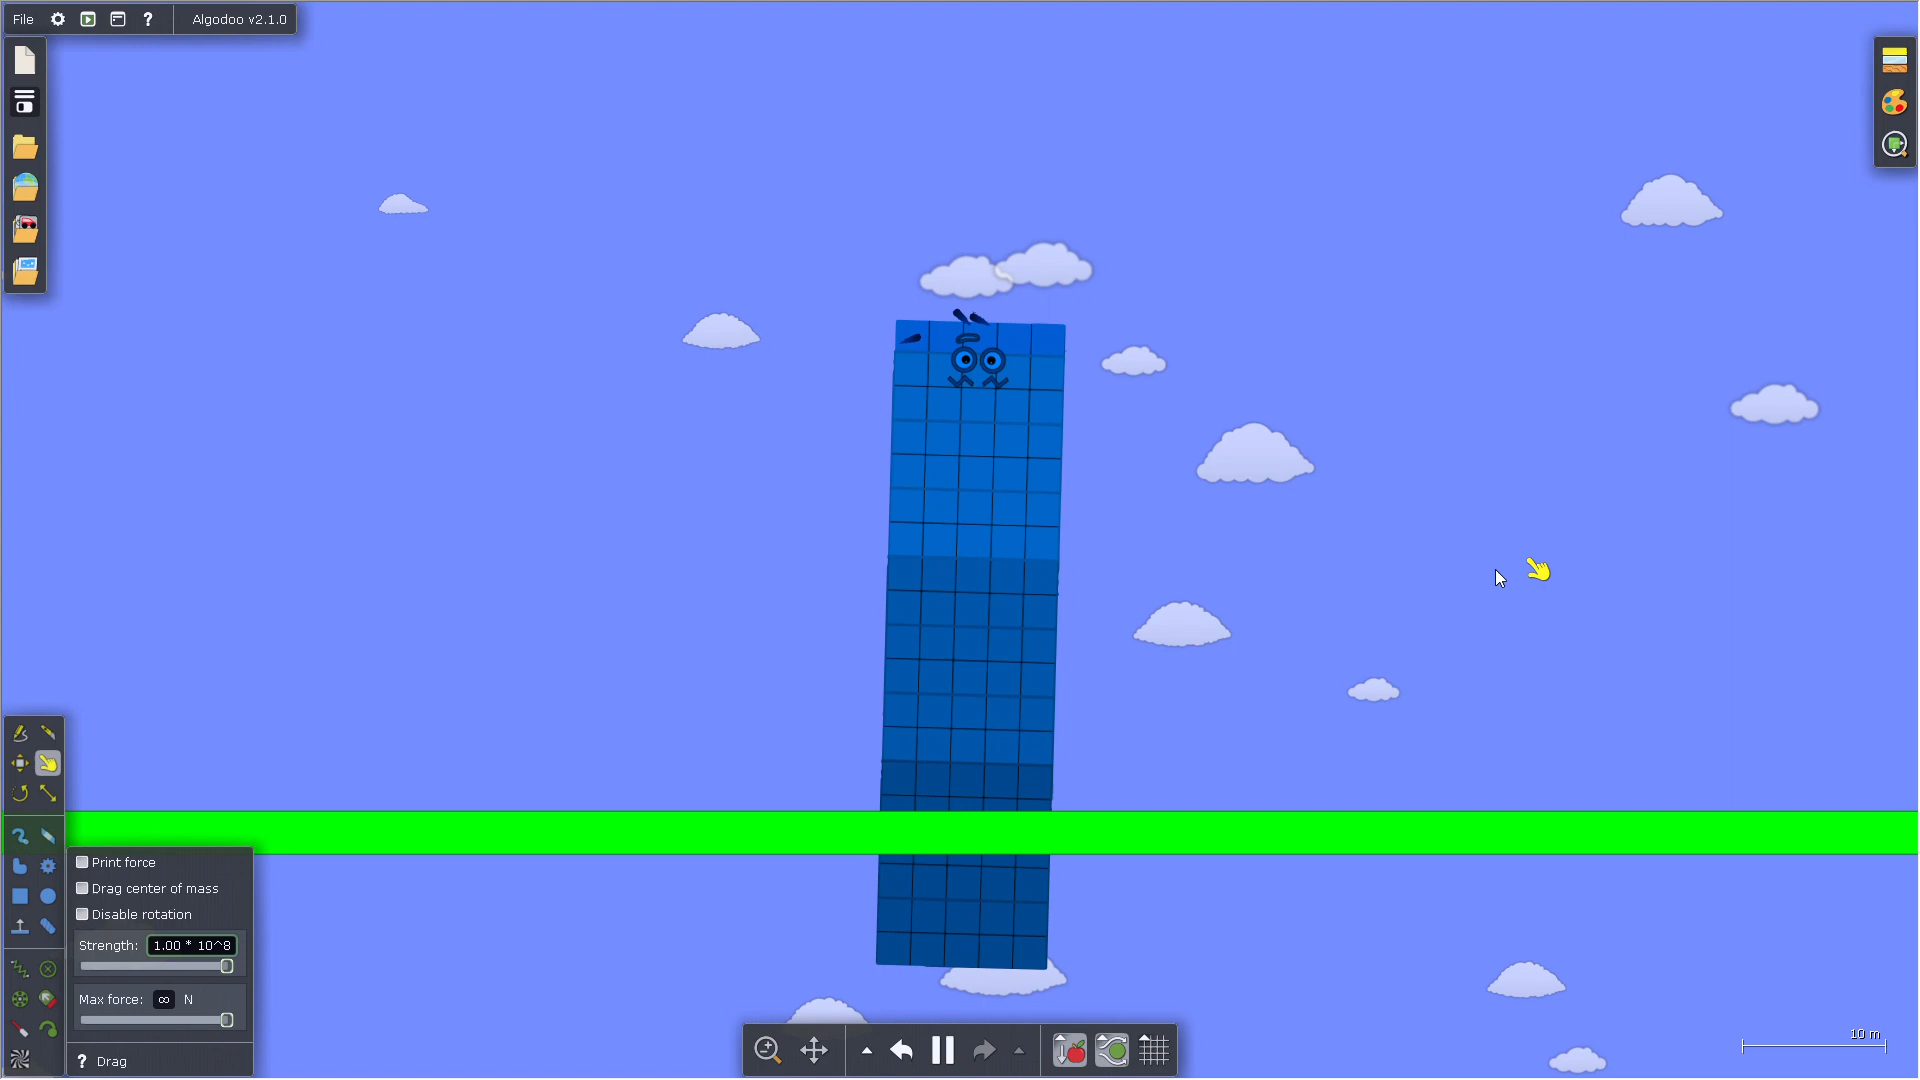 File ? Algodoo v2.1.0
Print force
Drag center of mass
Disable rotation
Strength: 1.00 * 10^8
Max force: ∞ N
? Drag
10 m